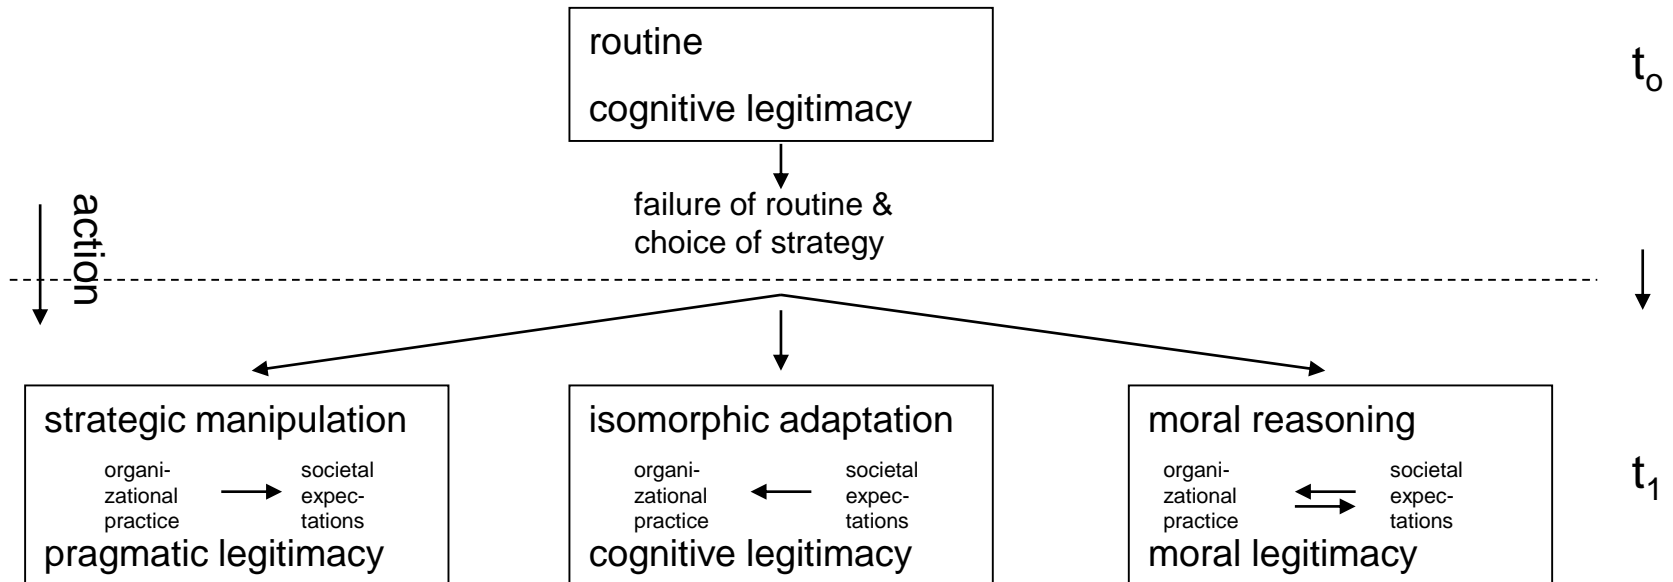 routine
cognitive legitimacy
t₀
failure of routine &
choice of strategy
action
strategic manipulation
organi-
zational
practice
societal
expec-
tations
pragmatic legitimacy
isomorphic adaptation
organi-
zational
practice
societal
expec-
tations
cognitive legitimacy
moral reasoning
organi-
zational
practice
societal
expec-
tations
moral legitimacy
t₁